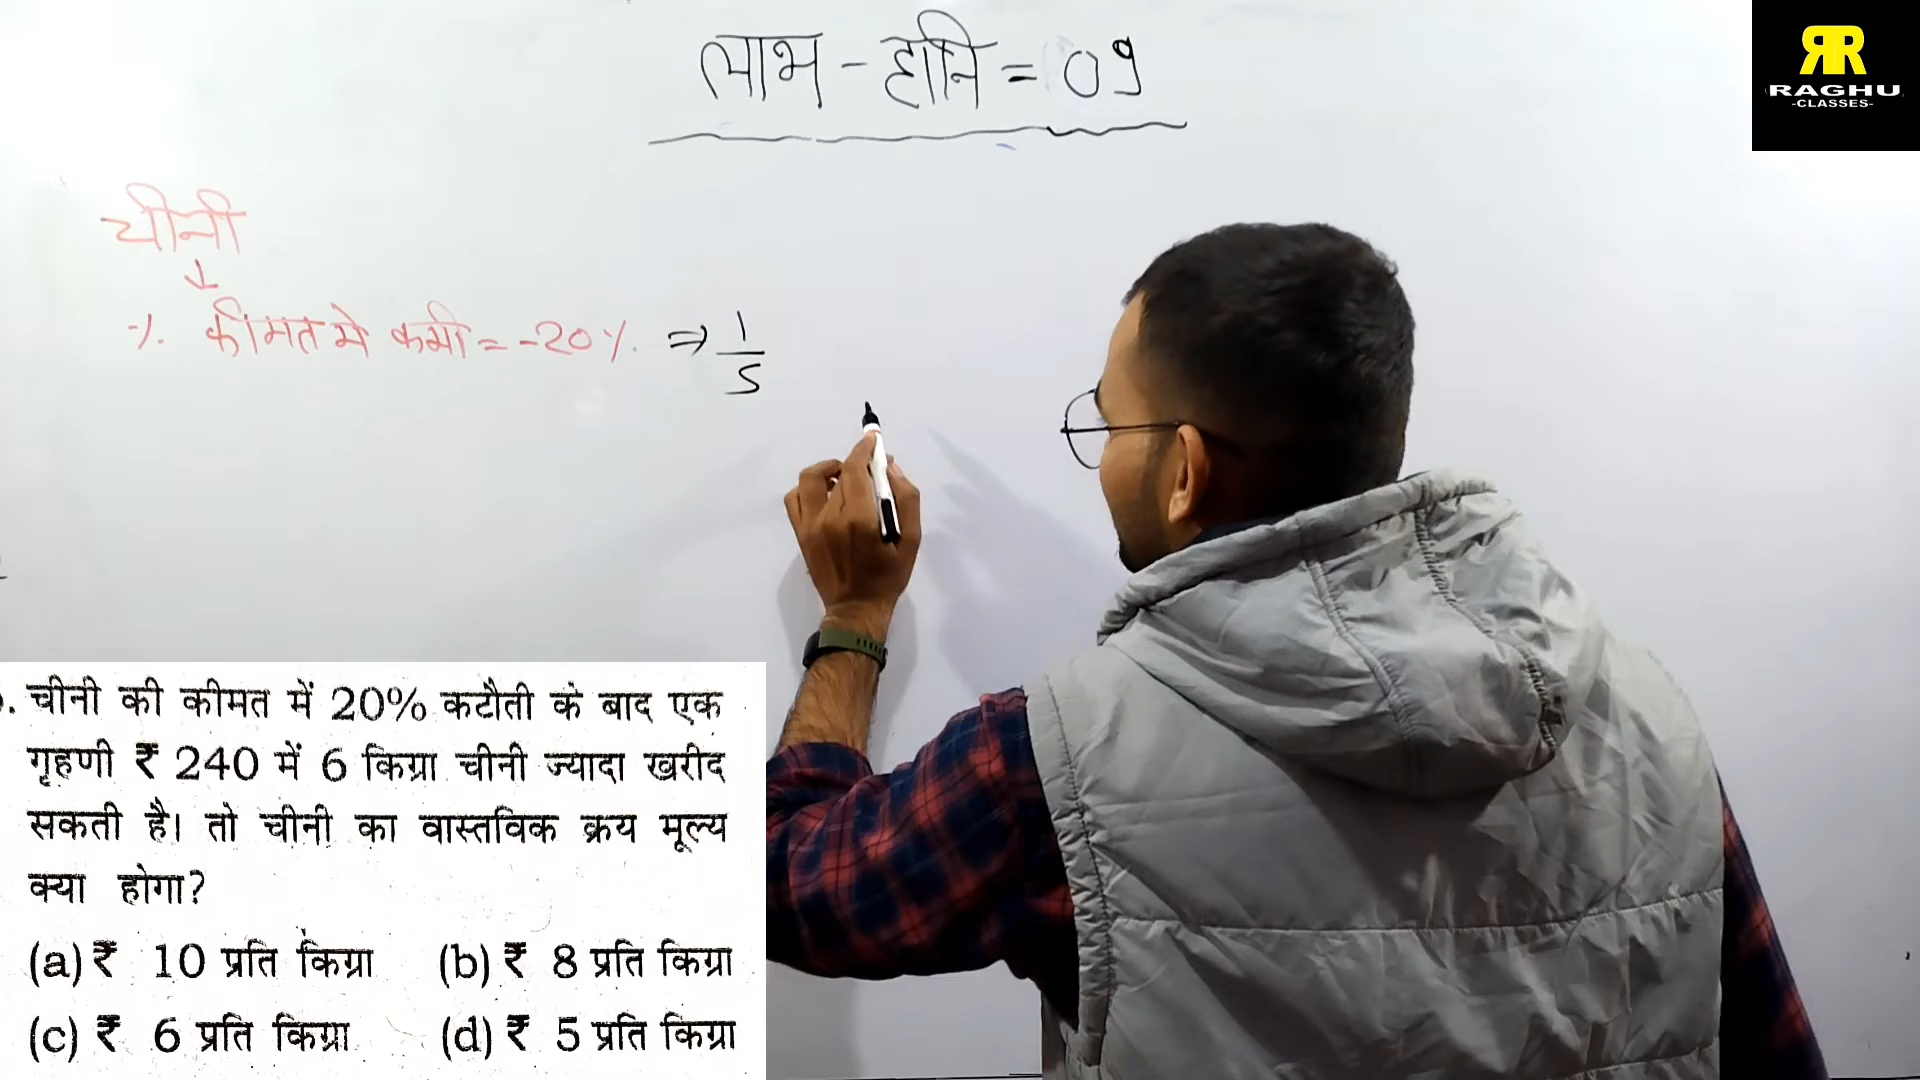 लाभ - हानि = 09
RAGHU
-CLASSES-
चीनी
↓
% कीमत मे कमी = -20% ⇒ 1/5
. चीनी की कीमत में 20% कटौती के बाद एक
गृहणी ₹ 240 में 6 किग्रा चीनी ज्यादा खरीद
सकती है। तो चीनी का वास्तविक क्रय मूल्य
क्या होगा?
(a) ₹ 10 प्रति किग्रा (b) ₹ 8 प्रति किग्रा
(c) ₹ 6 प्रति किग्रा (d) ₹ 5 प्रति किग्रा